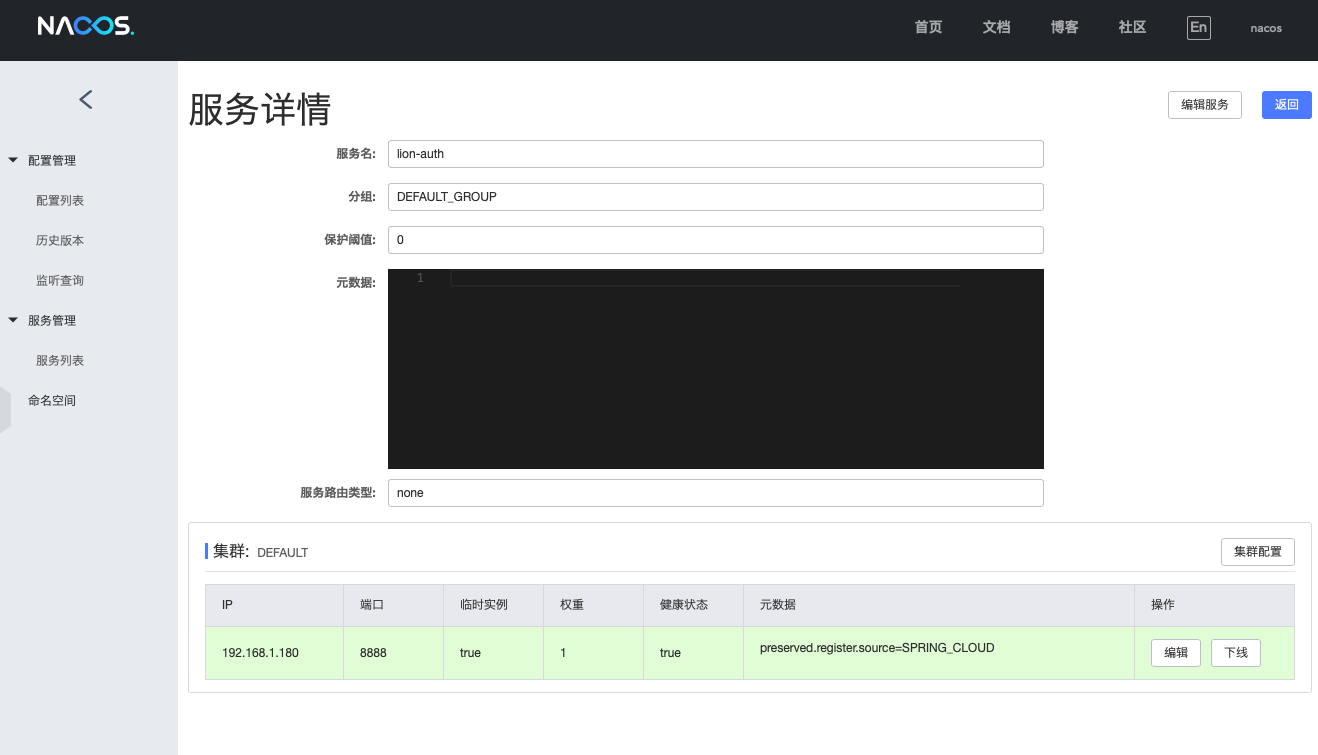 NACOS.
首页 文档 博客 社区 En nacos
服务详情
编辑服务 返回
配置管理
配置列表
历史版本
监听查询
服务管理
服务列表
命名空间
服务名: lion-auth
分组: DEFAULT_GROUP
保护阈值: 0
元数据: 1
服务路由类型: none
集群: DEFAULT 集群配置
IP 端口 临时实例 权重 健康状态 元数据 操作
192.168.1.180 8888 true 1 true preserved.register.source=SPRING_CLOUD 编辑 下线